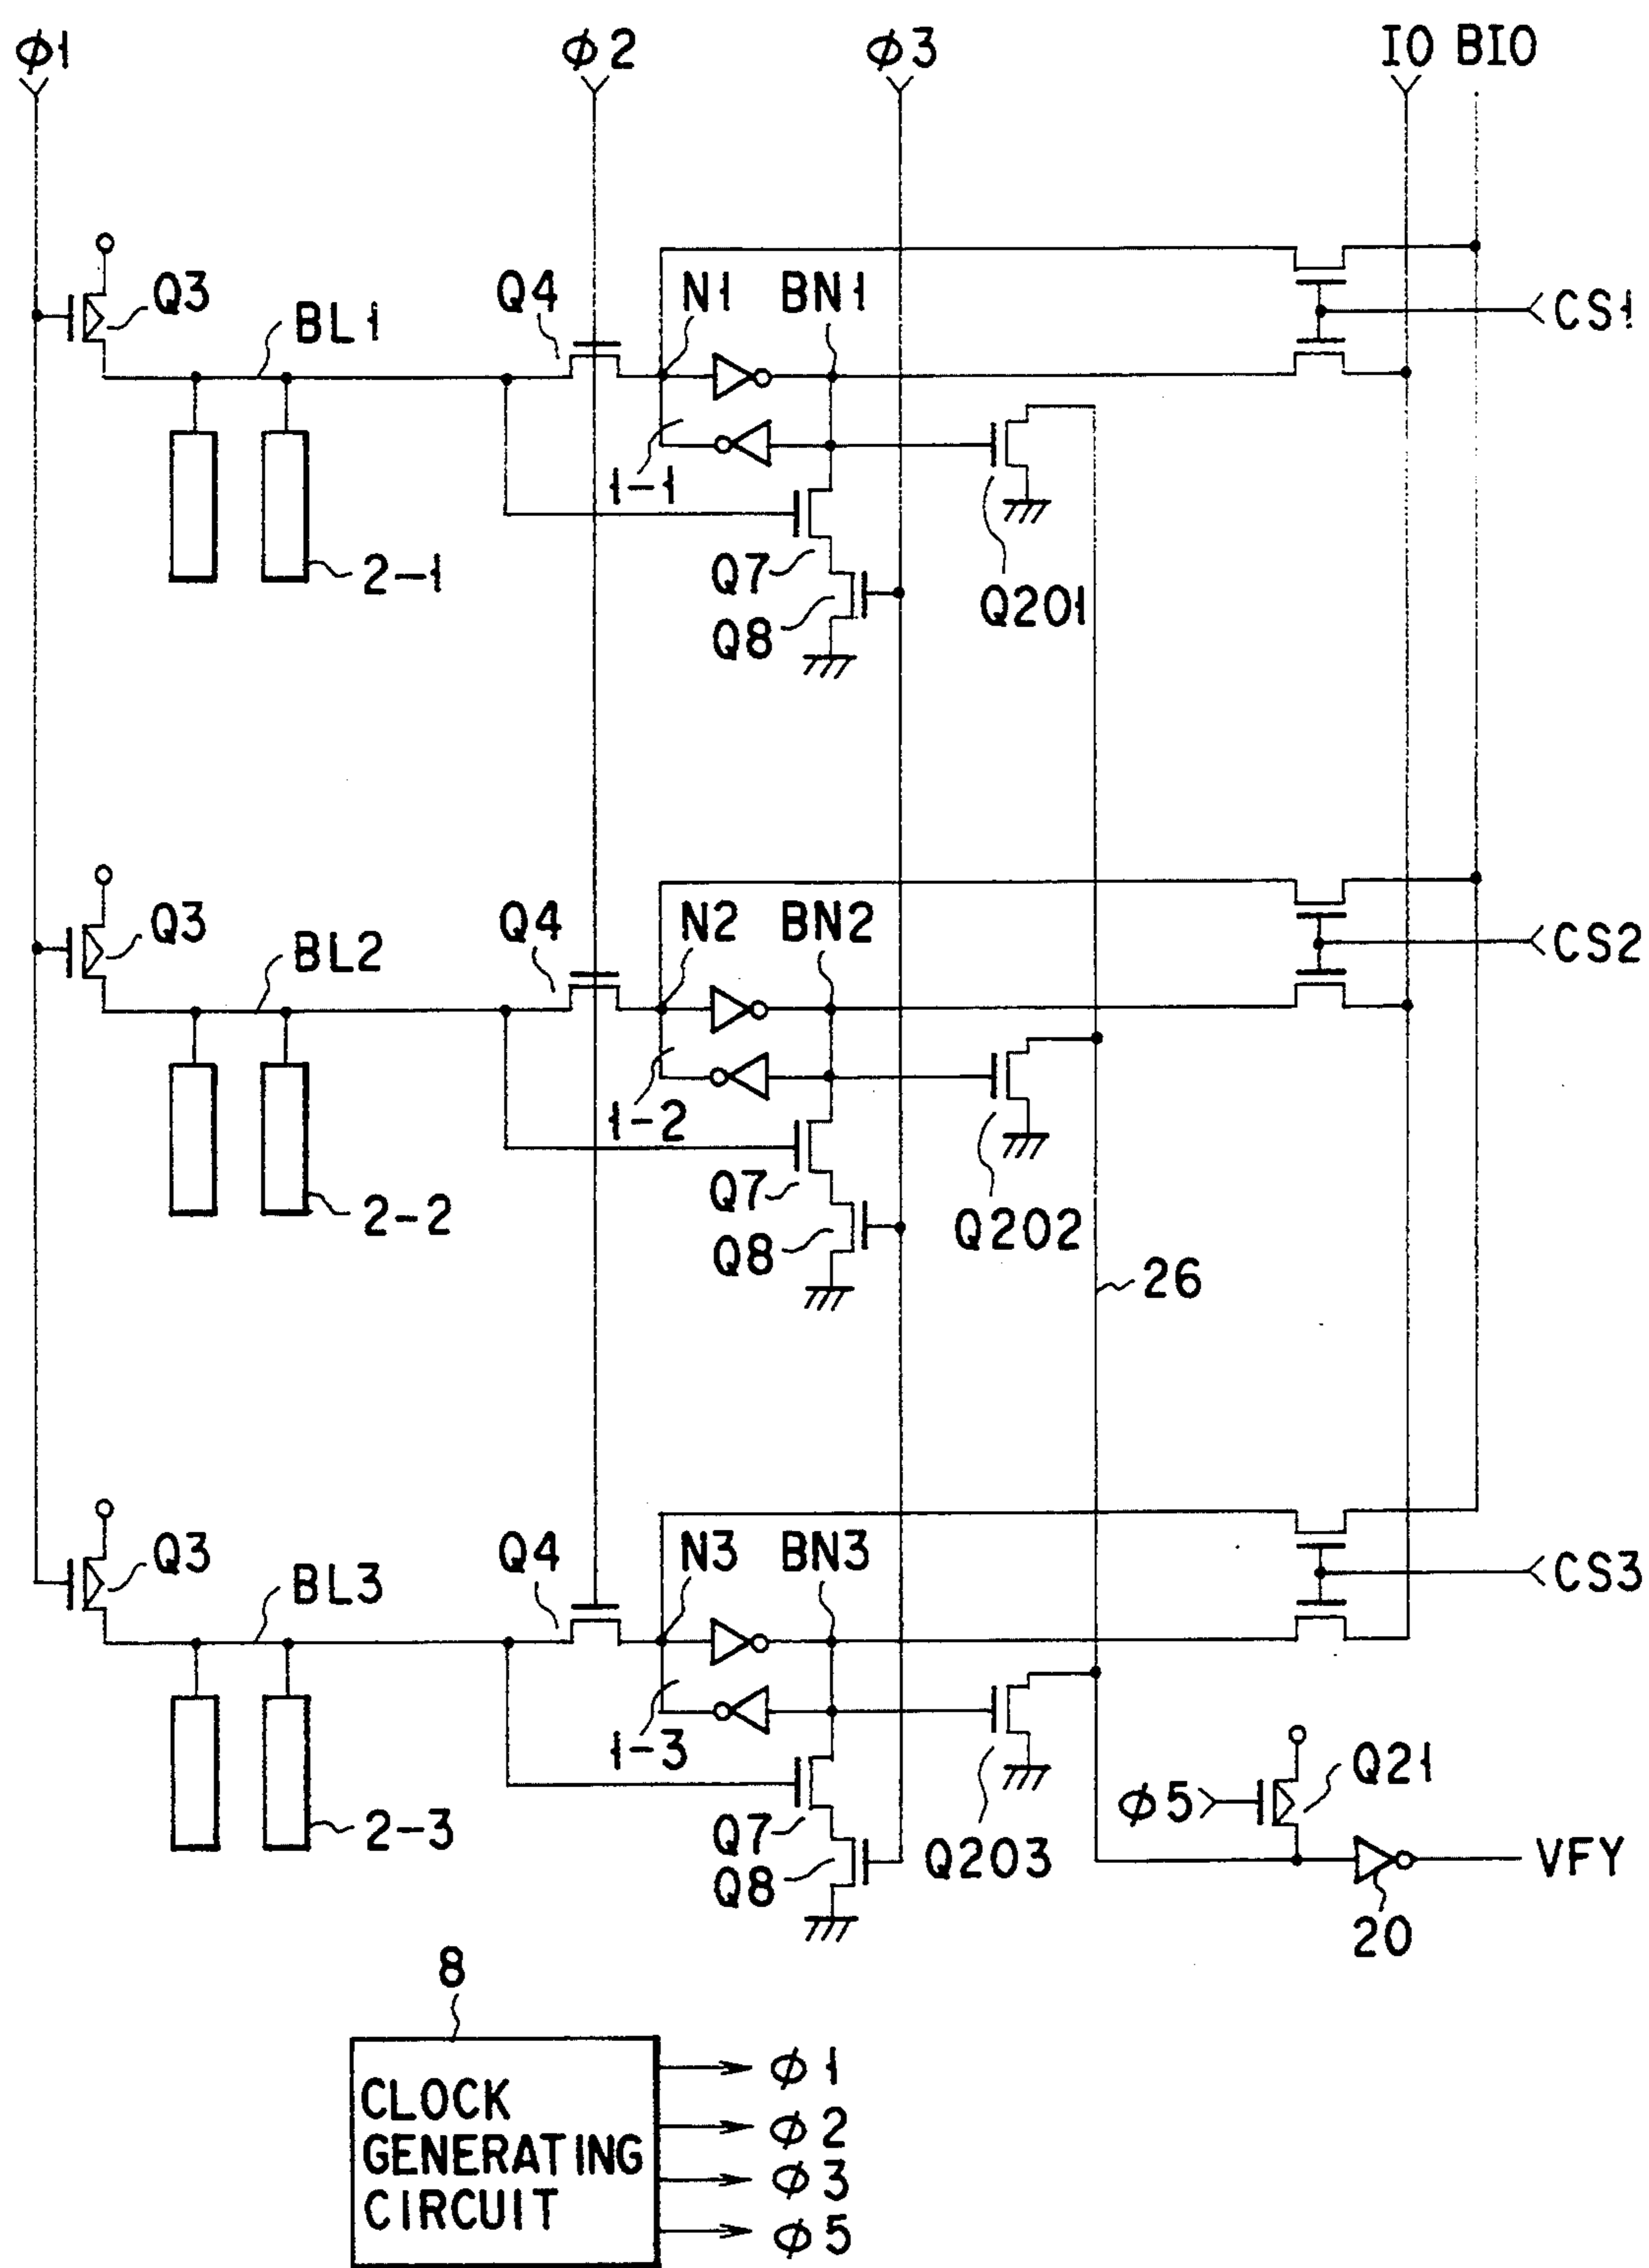 ϕ1 ϕ2 ϕ3 IO BIO
Q3 Q4 N1 BN1 CS1
BL1
1-1
2-1 Q7 Q201
Q8
Q3 Q4 N2 BN2 CS2
BL2
1-2
2-2 Q7 Q202
Q8
26
Q3 Q4 N3 BN3 CS3
BL3
1-3
ϕ5 Q21
2-3 Q7 Q203 VFY
Q8
20
8
CLOCK
GENERATING
CIRCUIT
ϕ1
ϕ2
ϕ3
ϕ5